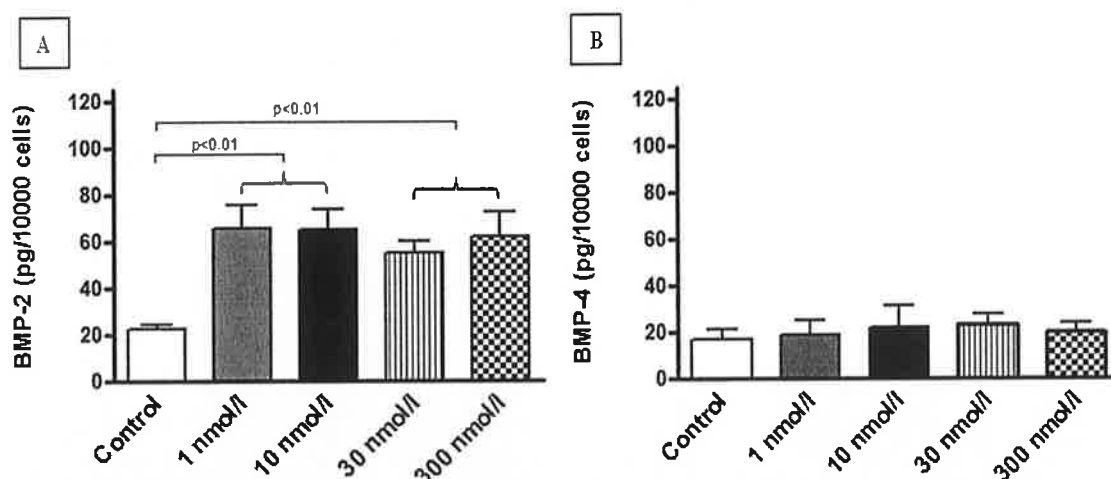 A
BMP-2 (pg/10000 cells)
120
100
80
60
40
20
0
p<0.01
p<0.01
Control
1 nmol/l
10 nmol/l
30 nmol/l
300 nmol/l
B
BMP-4 (pg/10000 cells)
120
100
80
60
40
20
0
Control
1 nmol/l
10 nmol/l
30 nmol/l
300 nmol/l